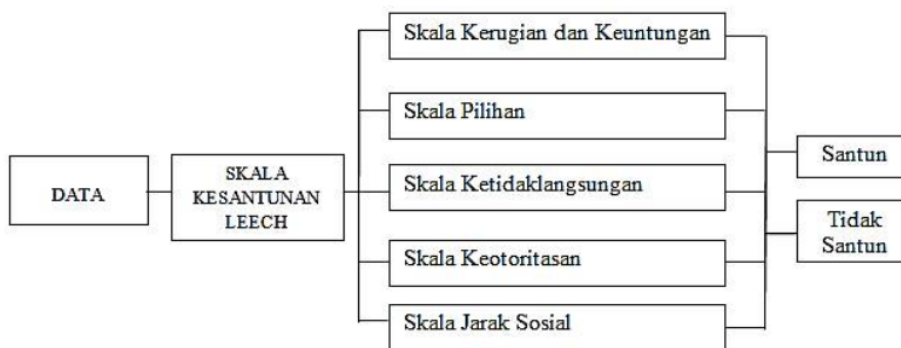 DATA
SKALA
KESANTUNAN
LEECH
Skala Kerugian dan Keuntungan
Skala Pilihan
Skala Ketidaklangsungan
Skala Keotoritasan
Skala Jarak Sosial
Santun
Tidak
Santun